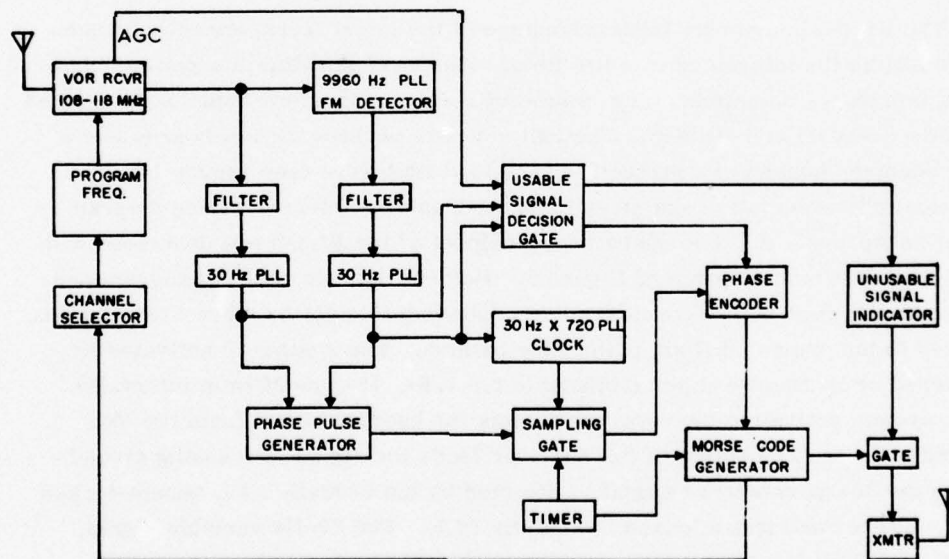 AGC
VOR RCVR
108-118 MHz
9960 Hz PLL
FM DETECTOR
PROGRAM
FREQ.
FILTER
FILTER
USABLE
SIGNAL
DECISION
GATE
30 Hz PLL
30 Hz PLL
CHANNEL
SELECTOR
PHASE
ENCODER
UNUSABLE
SIGNAL
INDICATOR
30 Hz X 720 PLL
CLOCK
PHASE PULSE
GENERATOR
SAMPLING
GATE
MORSE CODE
GENERATOR
GATE
TIMER
XMTR